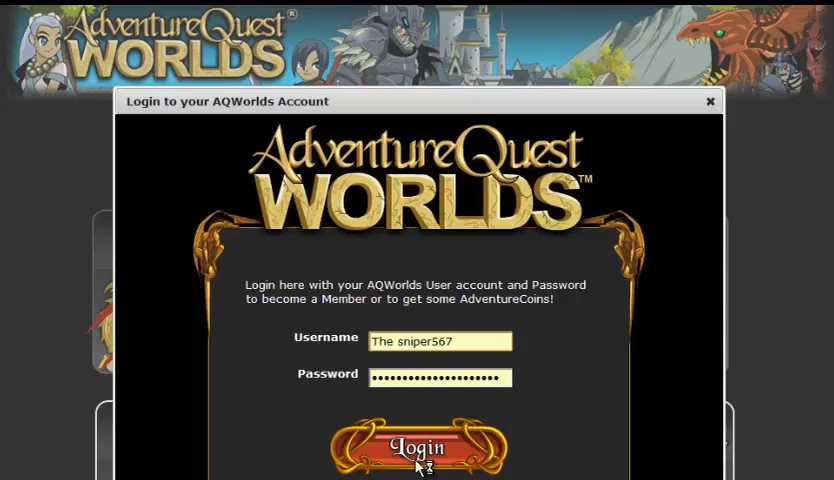 AdventureQuest®
WORLDS
Login to your AQWorlds Account
AdventureQuest
WORLDS™
Login here with your AQWorlds User account and Password
to become a Member or to get some AdventureCoins!
Username The sniper567
Password •••••••••••••••••••••
Login